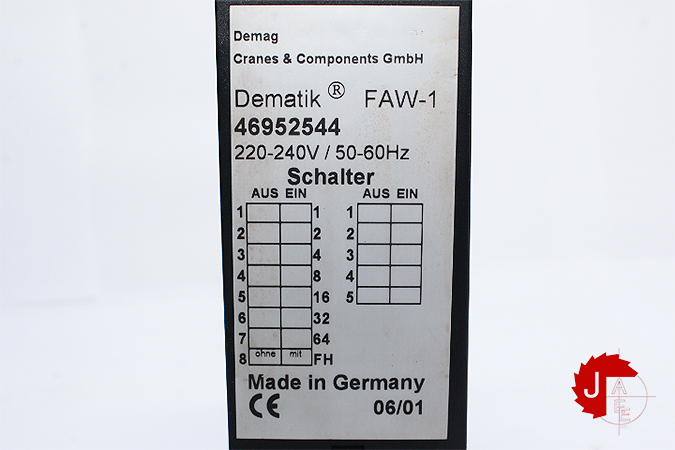 Demag
Cranes & Components GmbH
Dematik ® FAW-1
46952544
220-240V / 50-60Hz
Schalter
AUS EIN AUS EIN
1 1 1
2 2 2
3 4 3
4 8 4
5 16 5
6 32
7 64
8 ohne mit FH
Made in Germany
CE 06/01
J